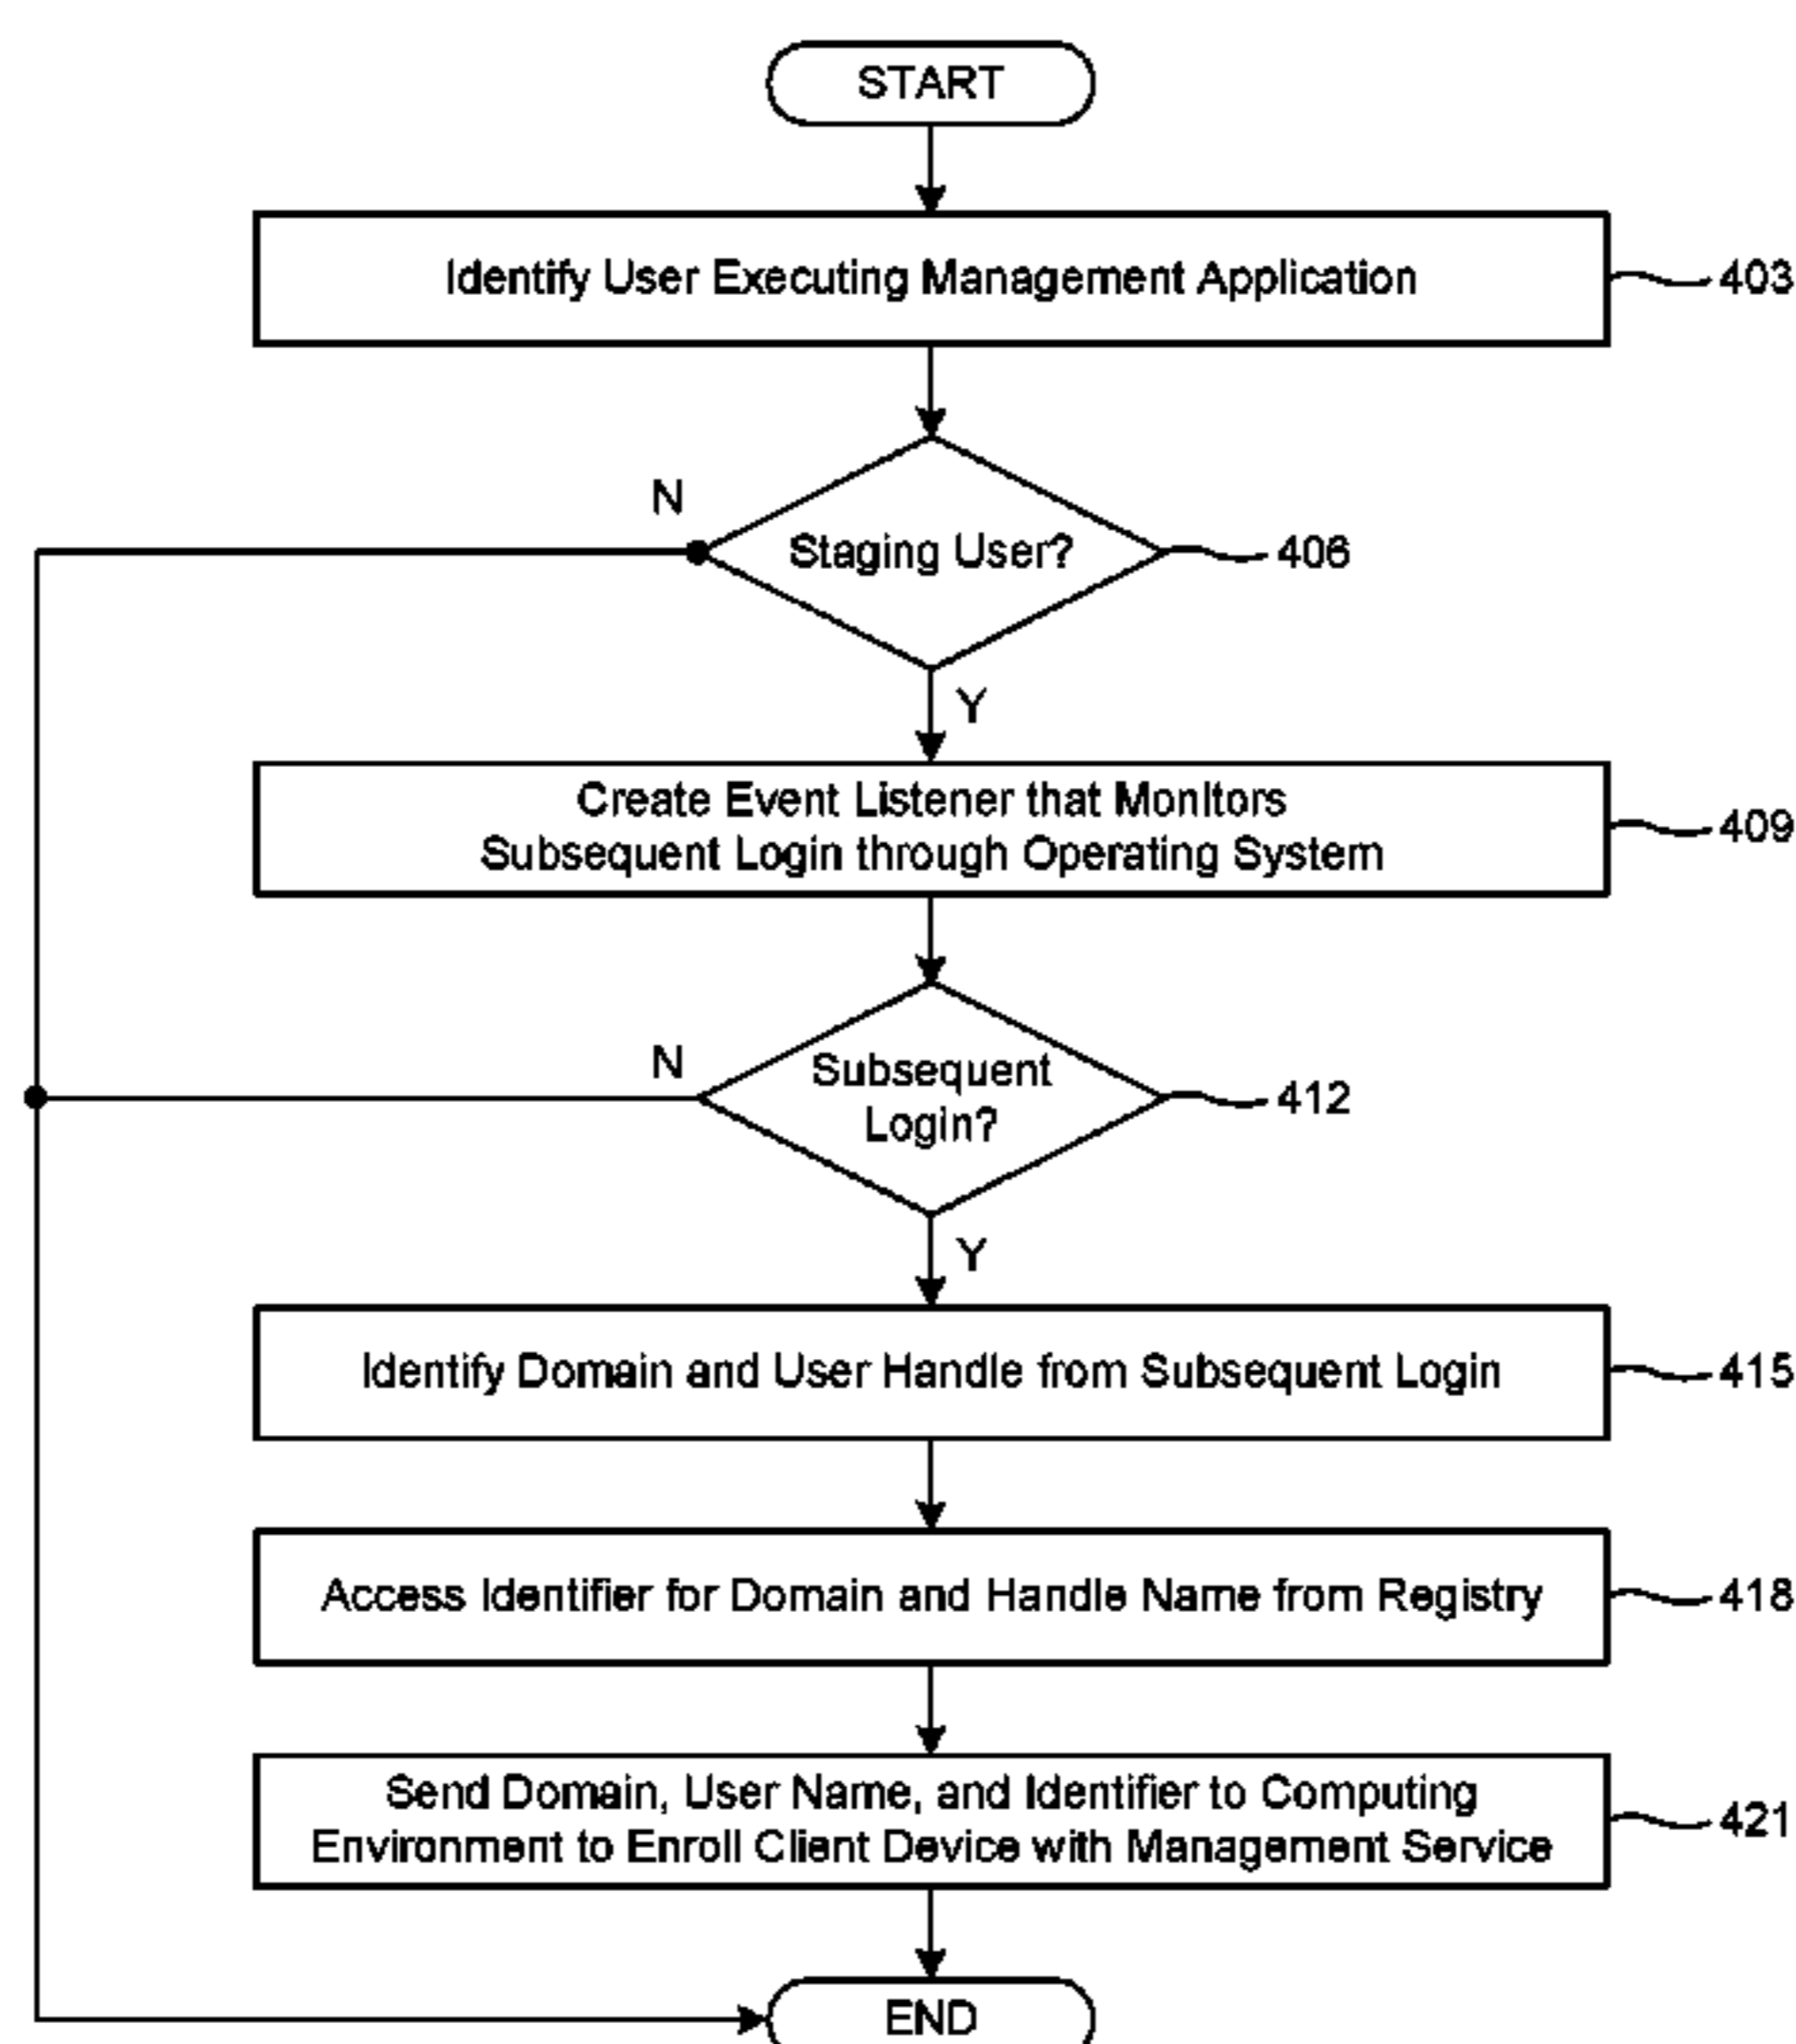 START
Identify User Executing Management Application
403
N
Staging User?
406
Y
Create Event Listener that Monitors
Subsequent Login through Operating System
409
N
Subsequent
Login?
412
Y
Identify Domain and User Handle from Subsequent Login
415
Access Identifier for Domain and Handle Name from Registry
418
Send Domain, User Name, and Identifier to Computing
Environment to Enroll Client Device with Management Service
421
END